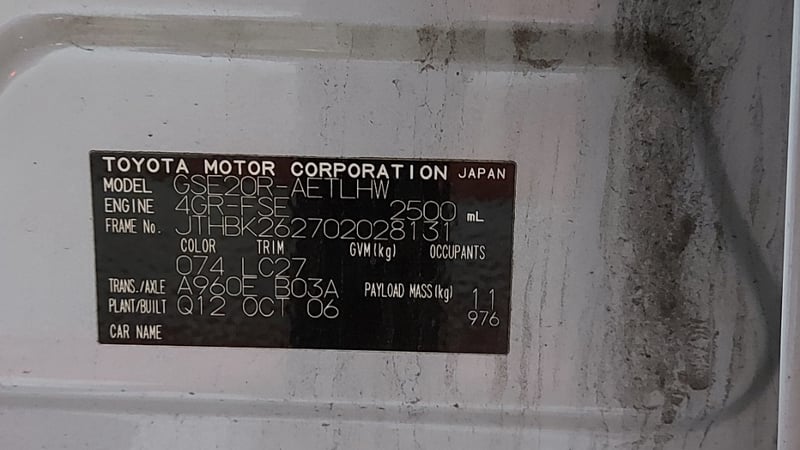 TOYOTA MOTOR CORPORATION JAPAN
MODEL GSE20R-AETLHW
ENGINE 4GR-FSE 2500 mL
FRAME No. JTHBK262702028131
COLOR TRIM GVM(kg) OCCUPANTS
074 LC27
TRANS./AXLE A960E B03A PAYLOAD MASS(kg) 11
PLANT/BUILT Q12 OCT 06 976
CAR NAME